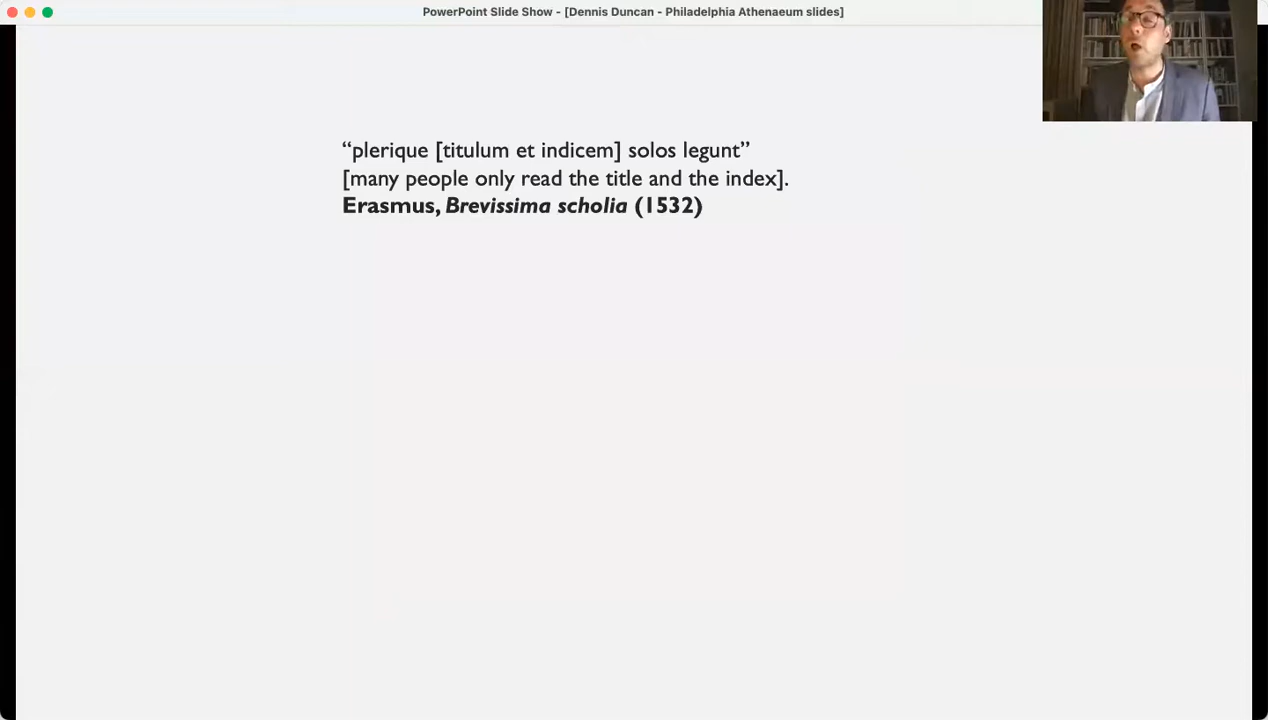 PowerPoint Slide Show - [Dennis Duncan - Philadelphia Athenaeum slides]
“plerique [titulum et indicem] solos legunt”
[many people only read the title and the index].
Erasmus, Brevissima scholia (1532)